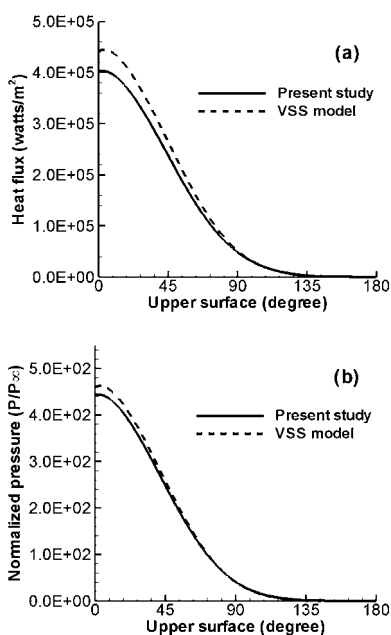 5.0E+05
(a)
Present study
VSS model
4.0E+05
3.0E+05
2.0E+05
1.0E+05
0.0E+00
Heat flux (watts/m²)
0 45 90 135 180
Upper surface (degree)
5.0E+02
(b)
Present study
VSS model
4.0E+02
3.0E+02
2.0E+02
1.0E+02
0.0E+00
Normalized pressure (P/P∞)
0 45 90 135 180
Upper surface (degree)